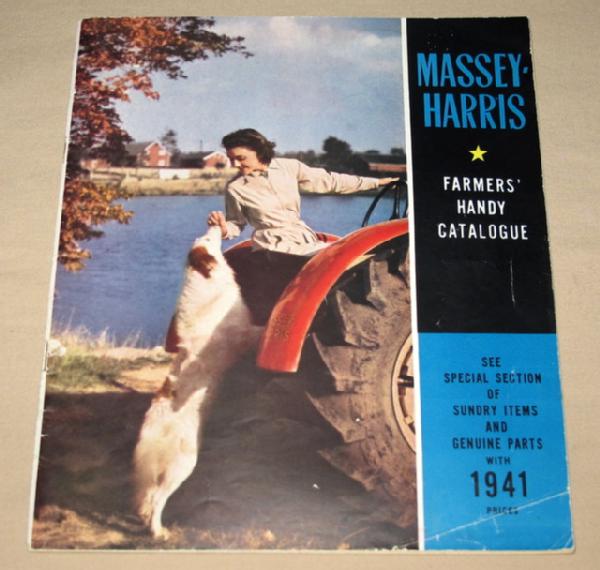 MASSEY-
HARRIS
FARMERS'
HANDY
CATALOGUE
SEE
SPECIAL SECTION
OF
SUNDRY ITEMS
AND
GENUINE PARTS
WITH
1941
PRICES